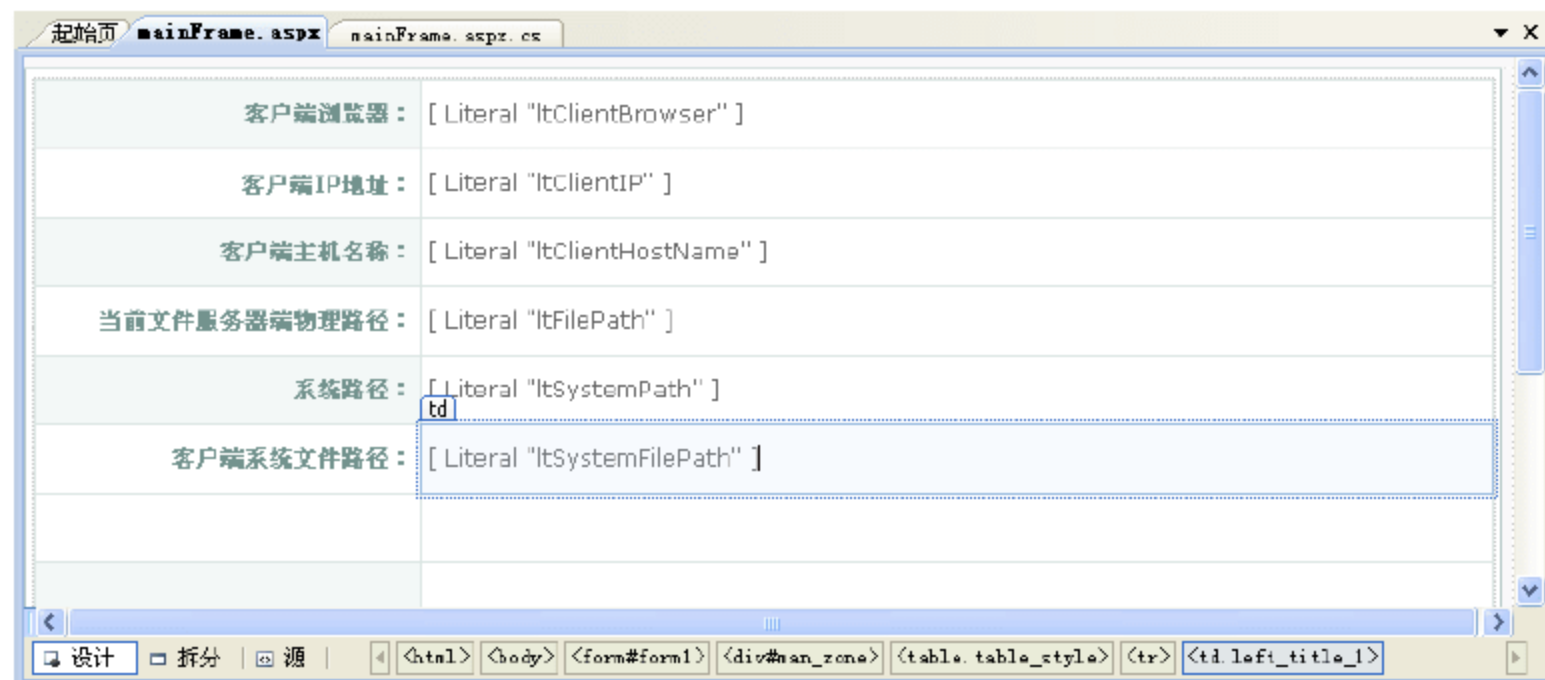 起始页 mainFrame.aspx mainFrame.aspx.cs
客户端浏览器： [ Literal "ltClientBrowser" ]
客户端IP地址： [ Literal "ltClientIP" ]
客户端主机名称： [ Literal "ltClientHostName" ]
当前文件服务器端物理路径： [ Literal "ltFilePath" ]
系统路径： [ Literal "ltSystemPath" ]
td
客户端系统文件路径： [ Literal "ltSystemFilePath" ]
设计 拆分 源 <html> <body> <form#form1> <div#man_zone> <table.table_style> <tr> <td.left_title_1>